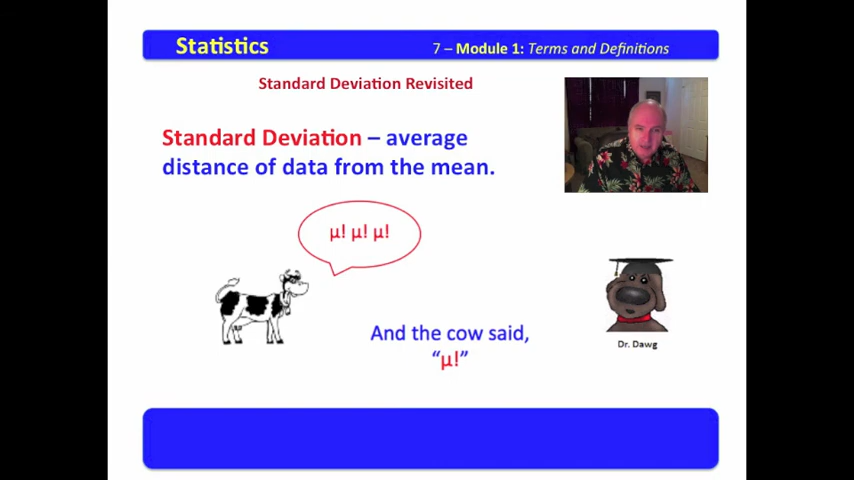 Statistics
7 – Module 1: Terms and Definitions
Standard Deviation Revisited
Standard Deviation – average
distance of data from the mean.
μ! μ! μ!
And the cow said,
“μ!”
Dr. Dawg